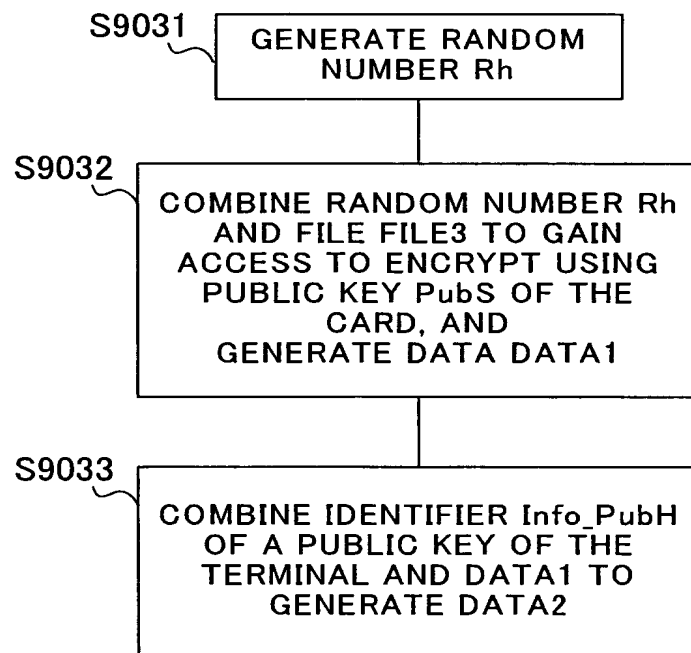 S9031
GENERATE RANDOM
NUMBER Rh
S9032
COMBINE RANDOM NUMBER Rh
AND FILE FILE3 TO GAIN
ACCESS TO ENCRYPT USING
PUBLIC KEY PubS OF THE
CARD, AND
GENERATE DATA DATA1
S9033
COMBINE IDENTIFIER Info_PubH
OF A PUBLIC KEY OF THE
TERMINAL AND DATA1 TO
GENERATE DATA2